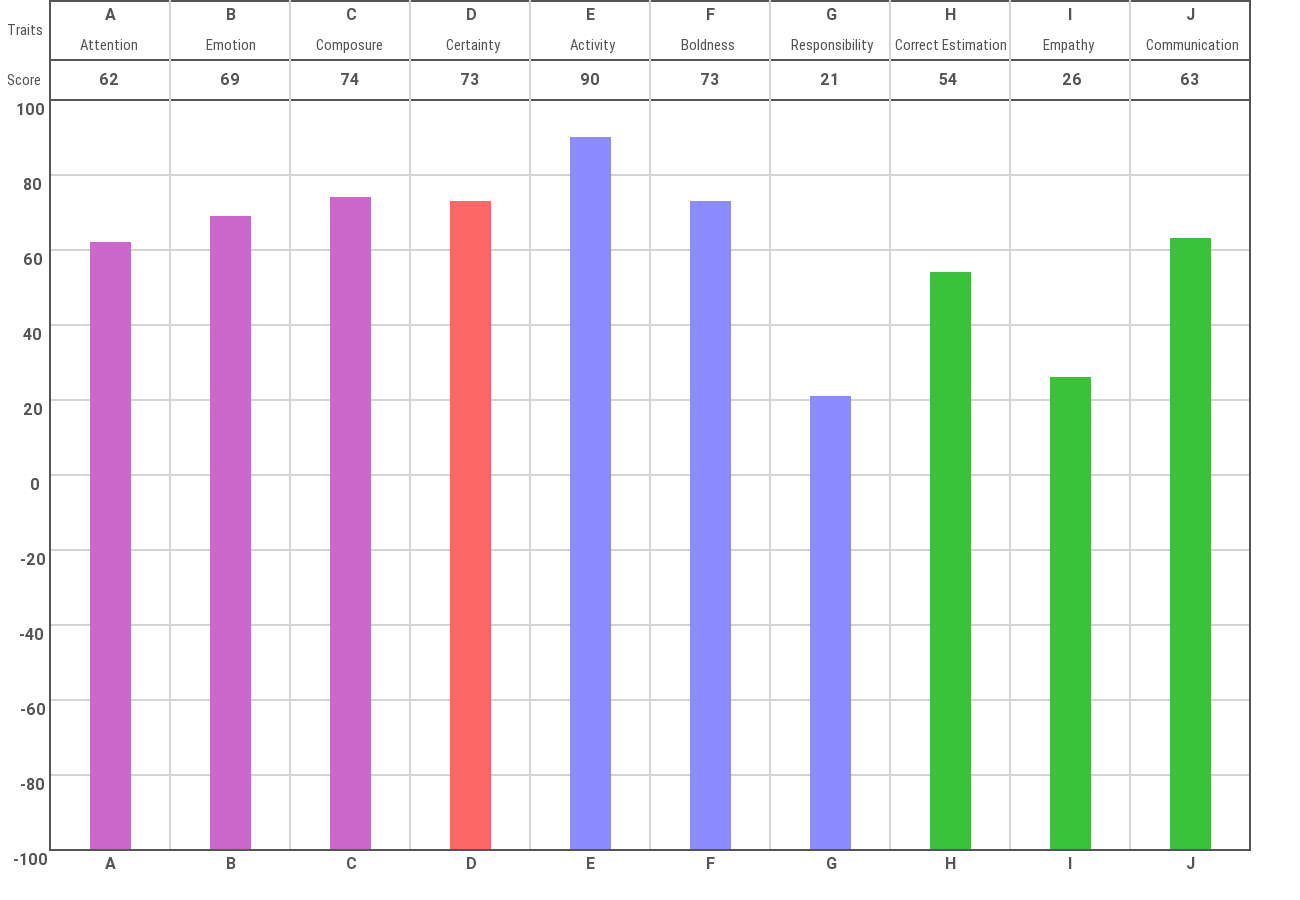 A B C D E F G H I J
Traits
Attention Emotion Composure Certainty Activity Boldness Responsibility Correct Estimation Empathy Communication
Score 62 69 74 73 90 73 21 54 26 63
100
80
60
40
20
0
-20
-40
-60
-80
-100
A B C D E F G H I J